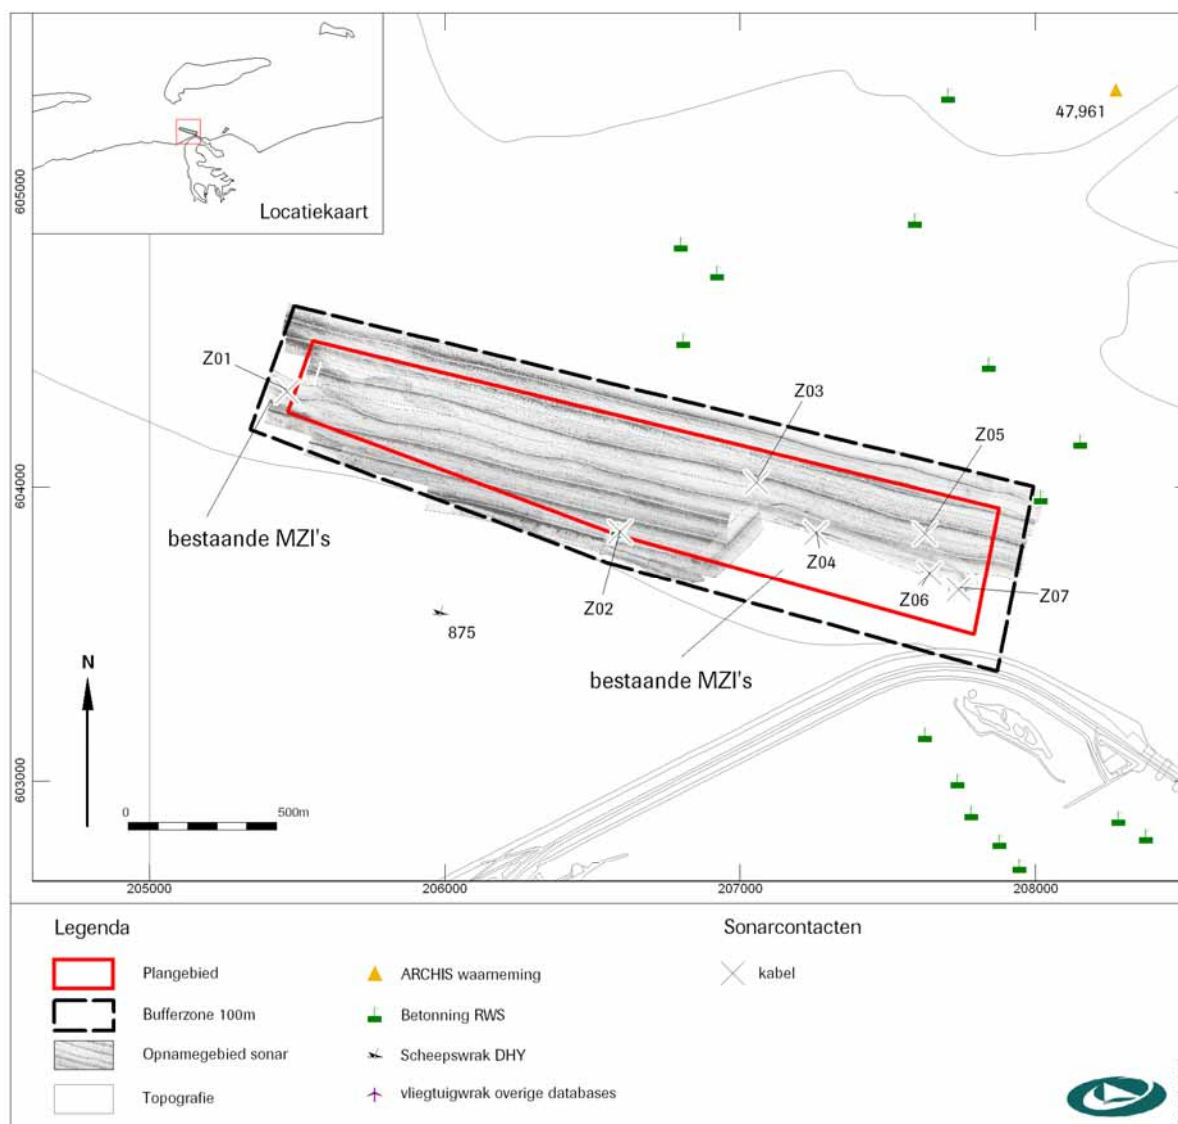 Locatiekaart
47,961
605000
Z01
Z03
Z05
604000
bestaande MZI's
Z04
Z02
Z06
Z07
875
bestaande MZI's
N
603000
0
500m
205000
206000
207000
208000
Legenda
Sonarcontacten
Plangebied
ARCHIS waarneming
kabel
Bufferzone 100m
Betonning RWS
Opnamegebied sonar
Scheepswrak DHY
Topografie
vliegtuigwrak overige databases